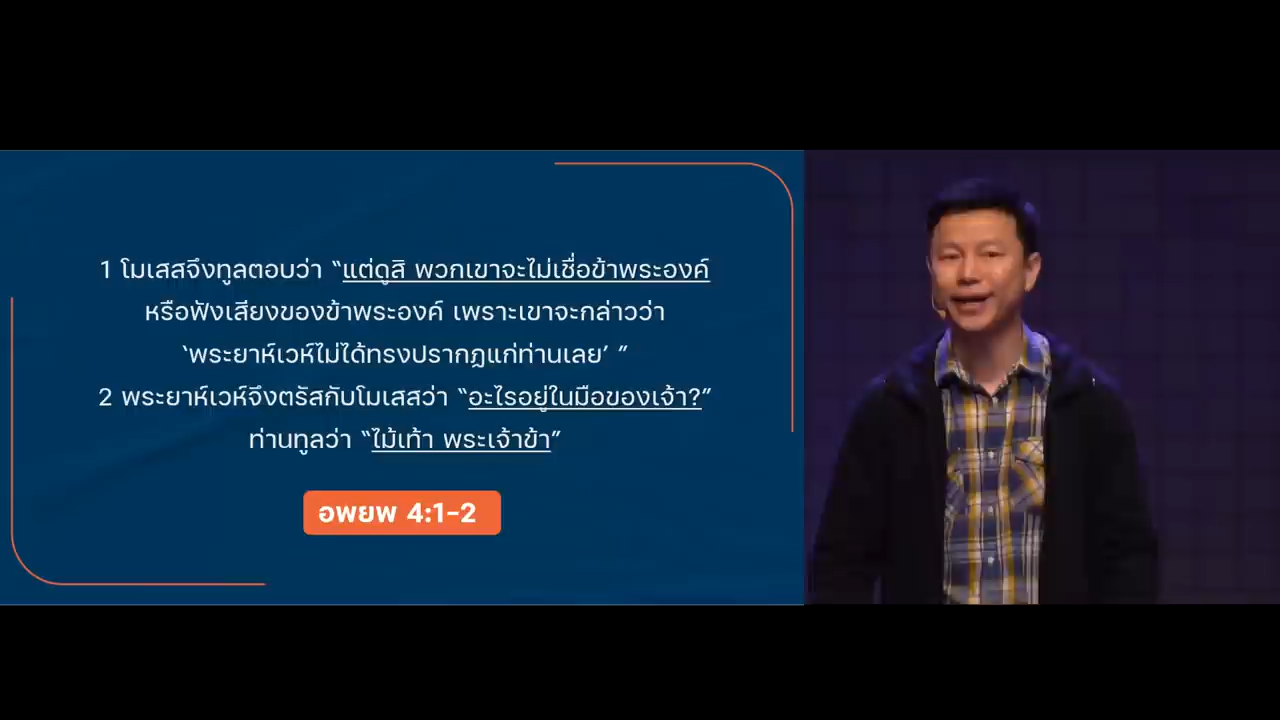 1 โมเสสจึงทูลตอบว่า “แต่ดูสิ พวกเขาจะไม่เชื่อข้าพระองค์
หรือฟังเสียงของข้าพระองค์ เพราะเขาจะกล่าวว่า
‘พระยาห์เวห์ไม่ได้ทรงปรากฏแก่ท่านเลย’ ”
2 พระยาห์เวห์จึงตรัสกับโมเสสว่า “อะไรอยู่ในมือของเจ้า?”
ท่านทูลว่า “ไม้เท้า พระเจ้าข้า”
อพยพ 4:1-2